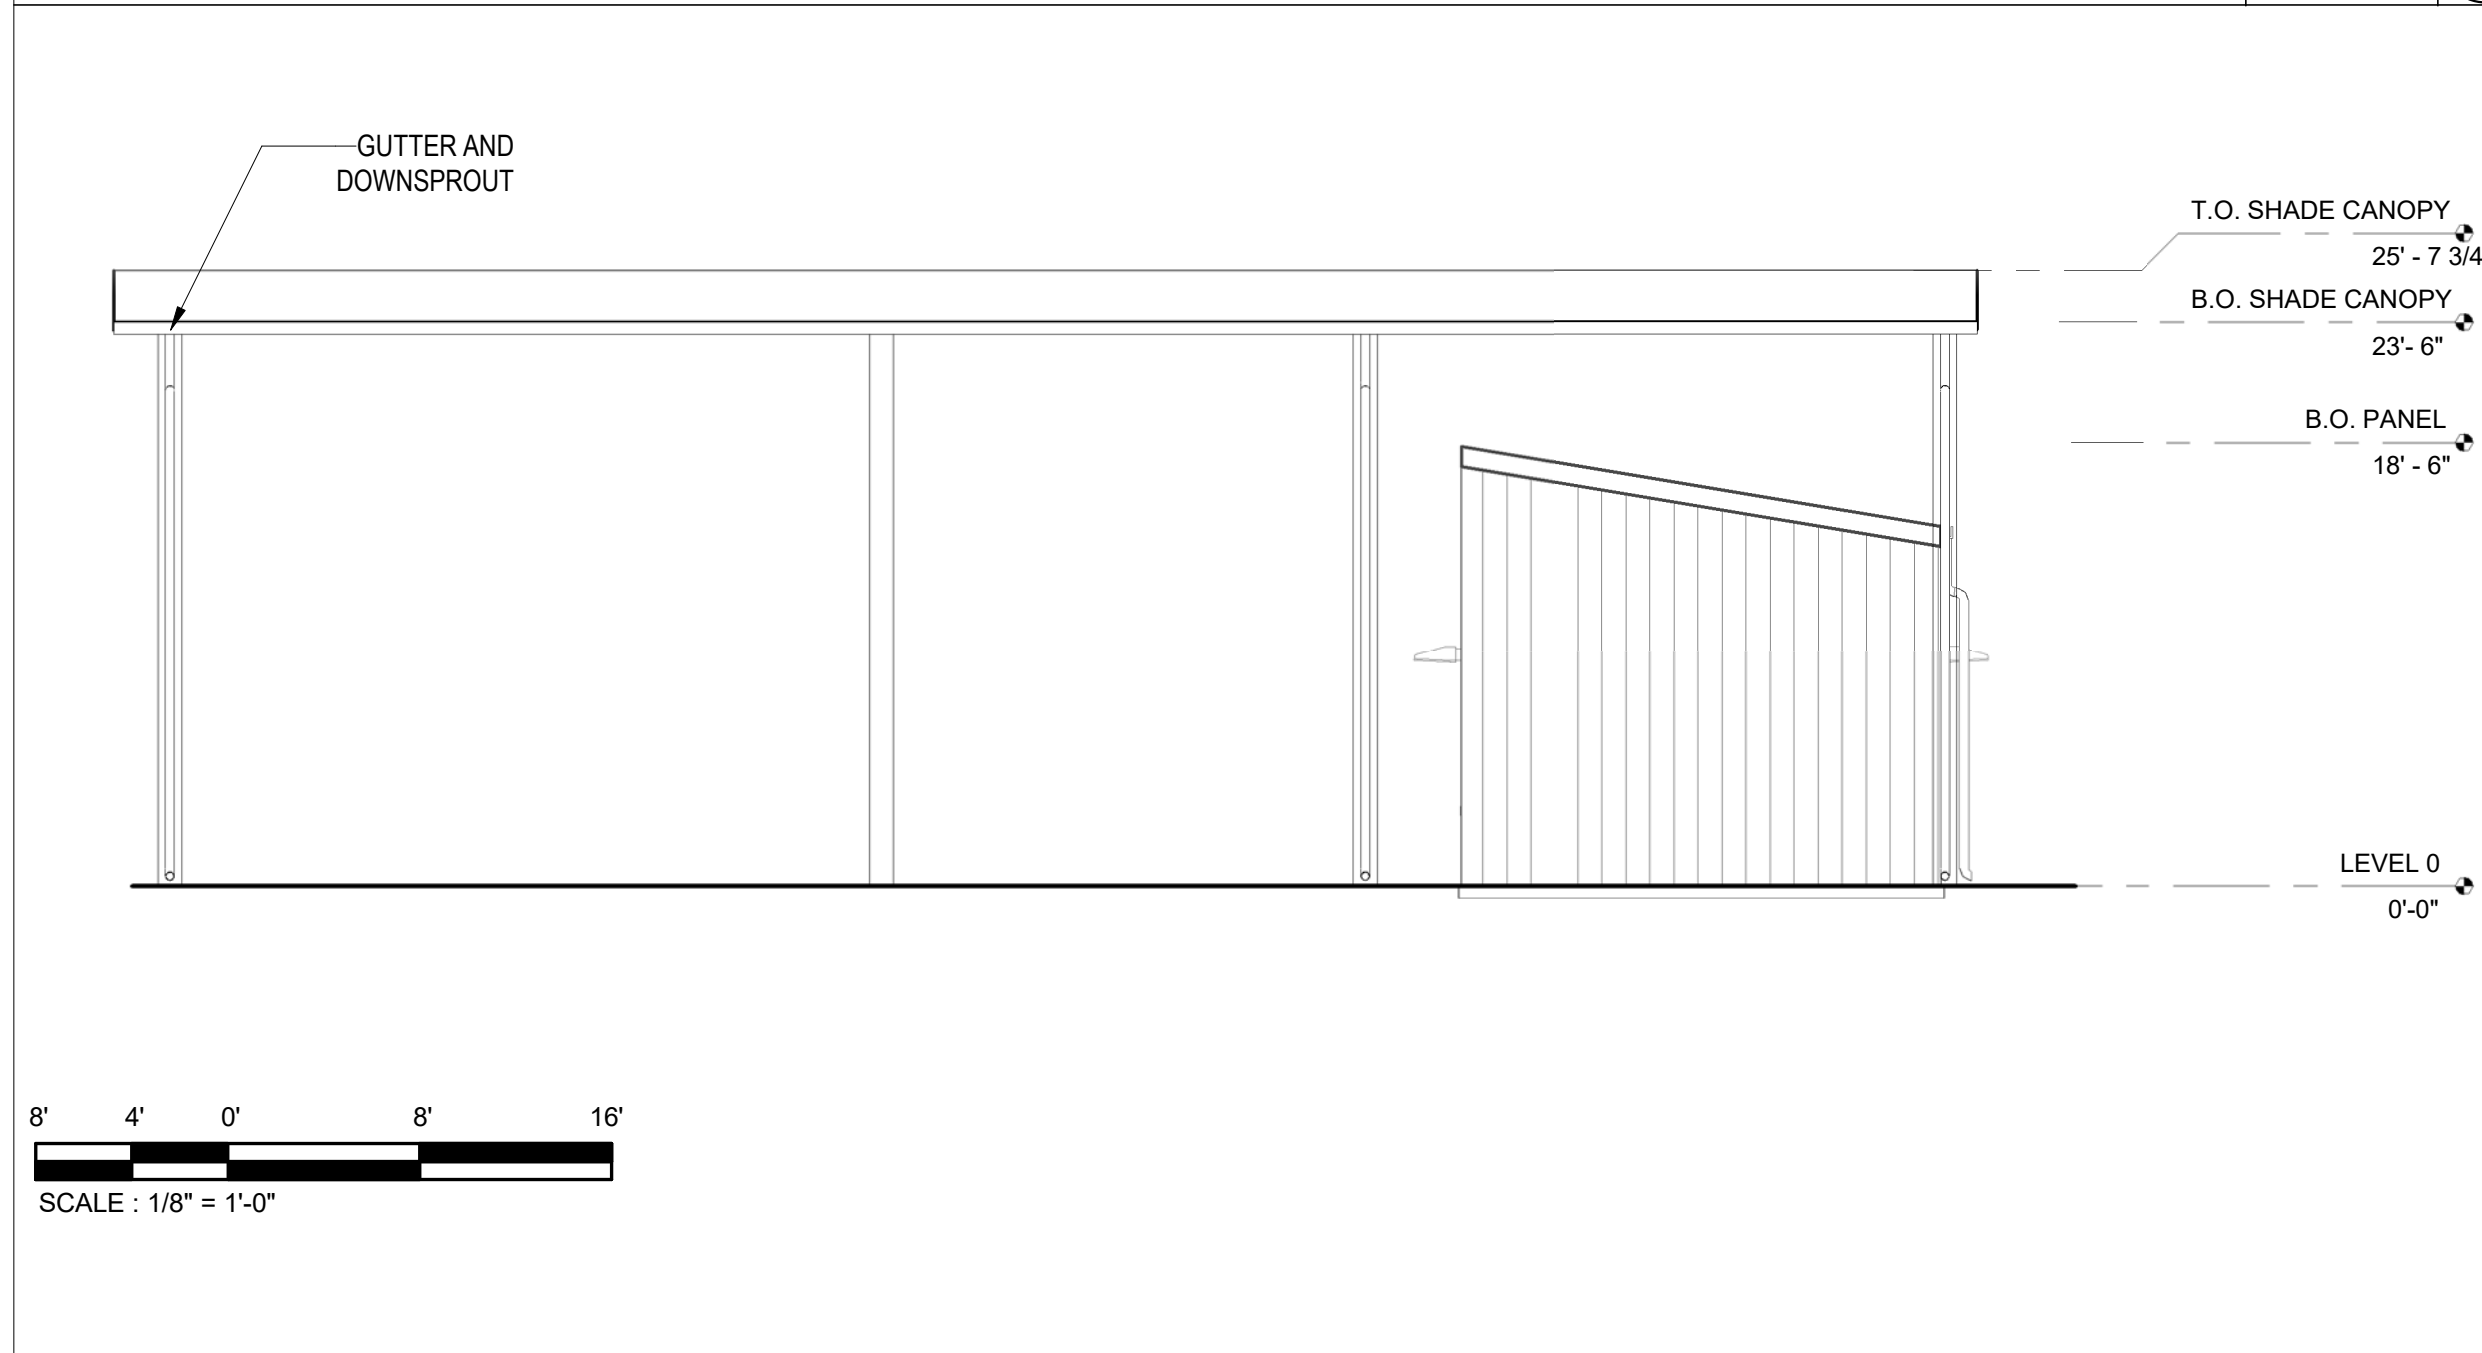 GUTTER AND
DOWNSPROUT
T.O. SHADE CANOPY
25' - 7 3/4
B.O. SHADE CANOPY
23'- 6"
B.O. PANEL
18' - 6"
LEVEL 0
0'-0"
8' 4' 0' 8' 16'
SCALE : 1/8" = 1'-0"